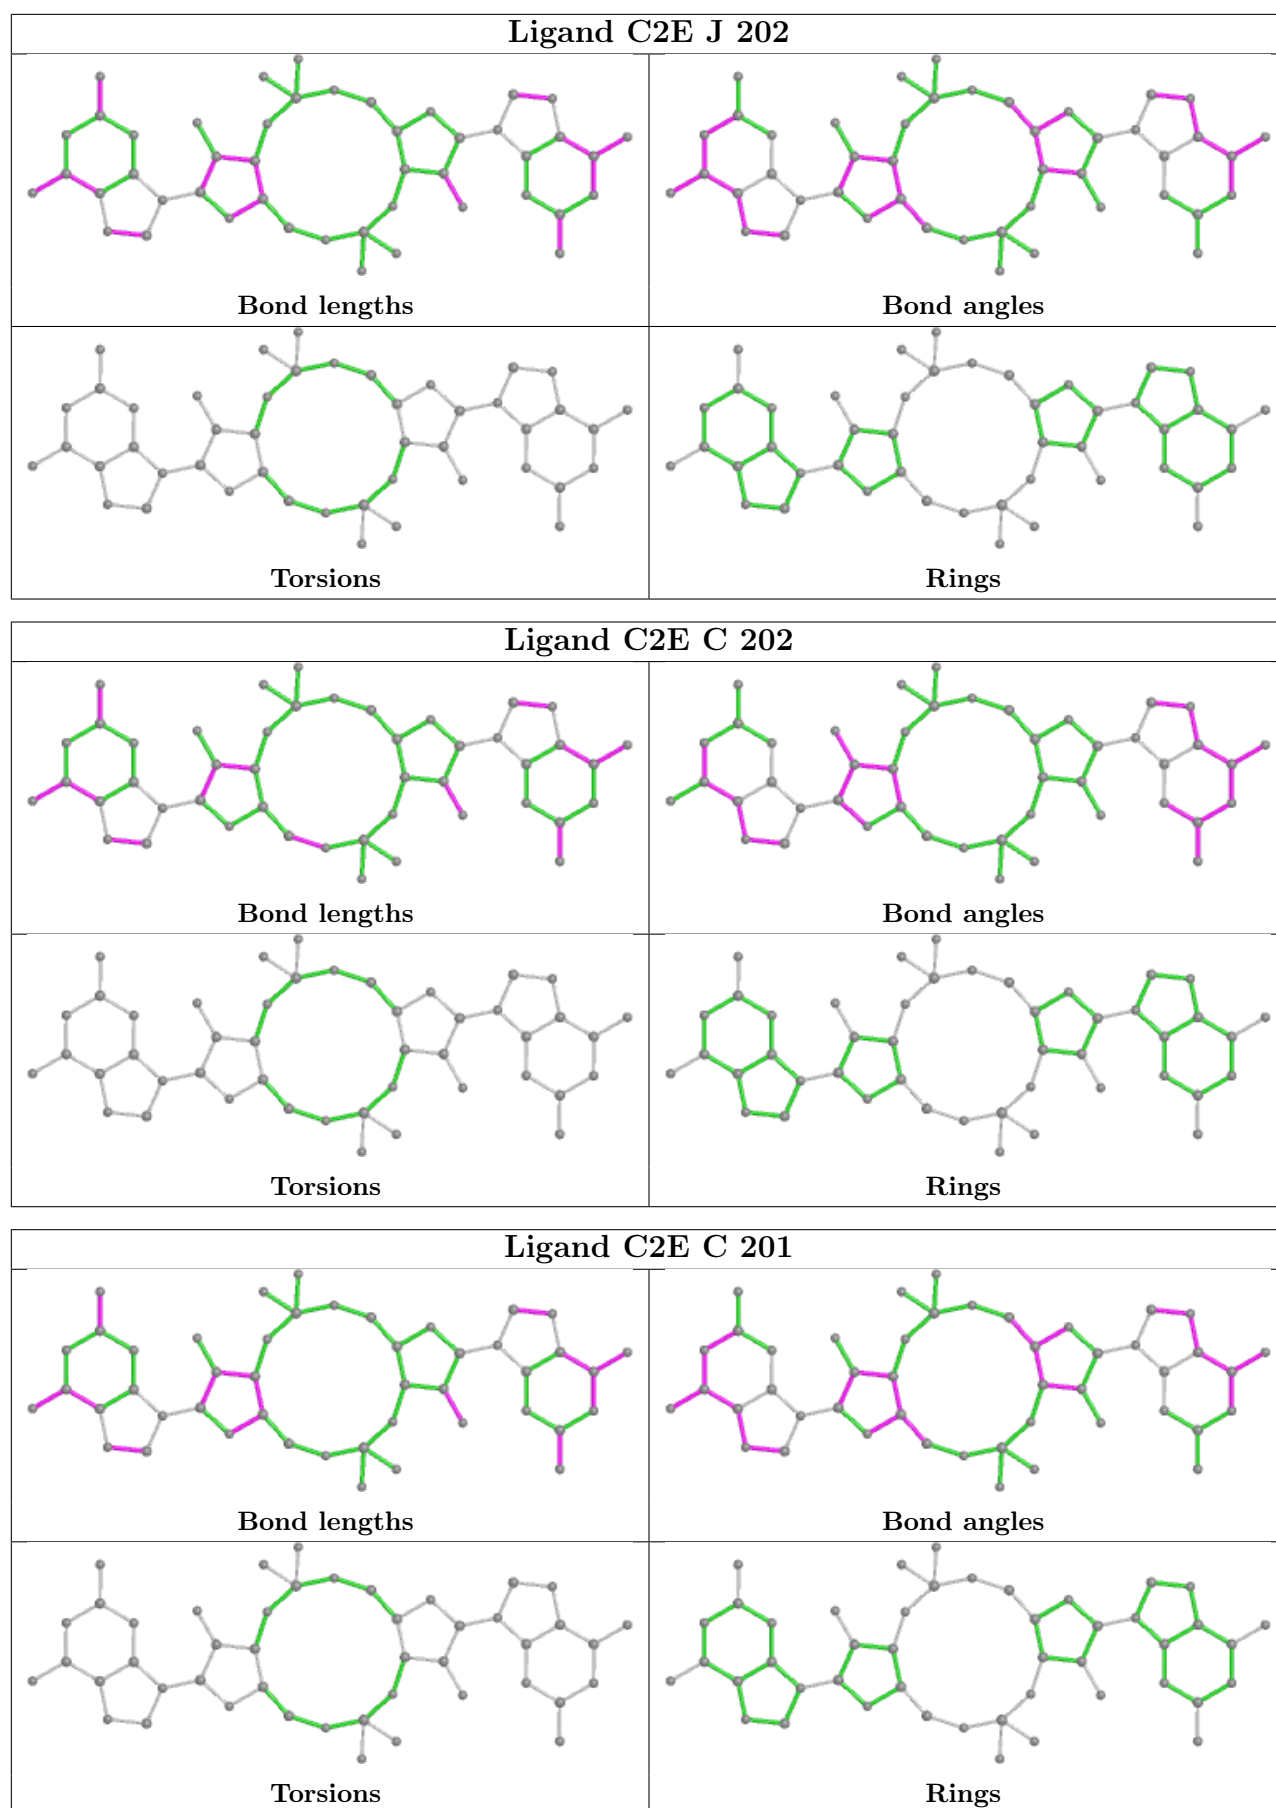 Ligand C2E J 202
Bond lengths
Bond angles
Torsions
Rings
Ligand C2E C 202
Bond lengths
Bond angles
Torsions
Rings
Ligand C2E C 201
Bond lengths
Bond angles
Torsions
Rings